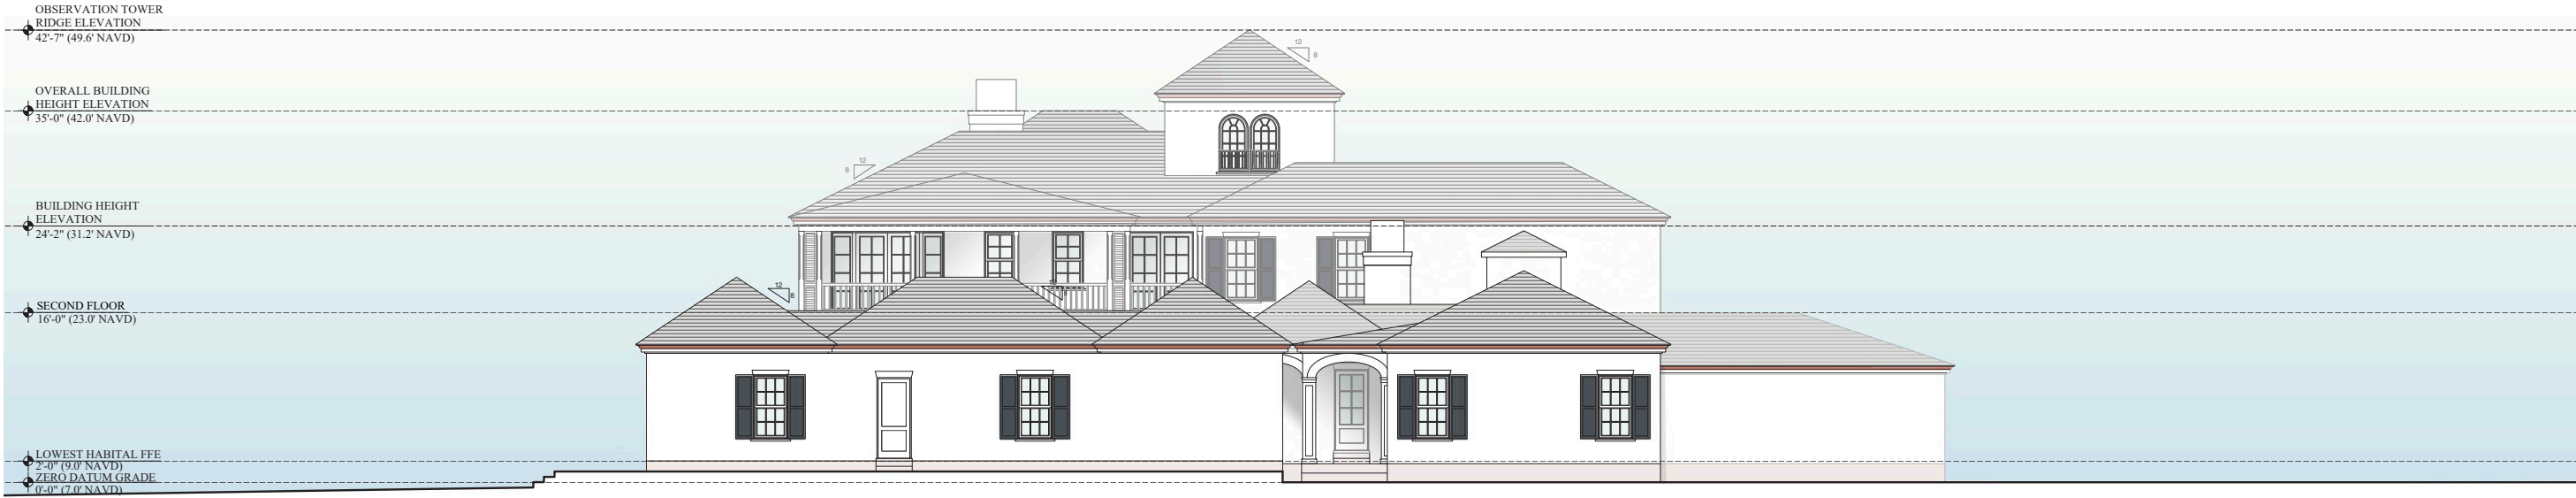 OBSERVATION TOWER
RIDGE ELEVATION
42'-7" (49.6' NAVD)
12
8
OVERALL BUILDING
HEIGHT ELEVATION
35'-0" (42.0' NAVD)
12
8
BUILDING HEIGHT
ELEVATION
24'-2" (31.2' NAVD)
12
8
SECOND FLOOR
16'-0" (23.0' NAVD)
LOWEST HABITAL FFE
2'-0" (9.0' NAVD)
ZERO DATUM GRADE
0'-0" (7.0' NAVD)